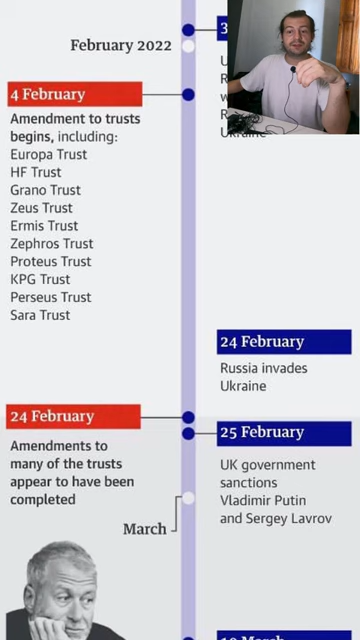 February 2022
4 February
Amendment to trusts
begins, including:
Europa Trust
HF Trust
Grano Trust
Zeus Trust
Ermis Trust
Zephros Trust
Proteus Trust
KPG Trust
Perseus Trust
Sara Trust
3
Ukraine
24 February
Russia invades
Ukraine
24 February
Amendments to
many of the trusts
appear to have been
completed
25 February
UK government
sanctions
Vladimir Putin
and Sergey Lavrov
March